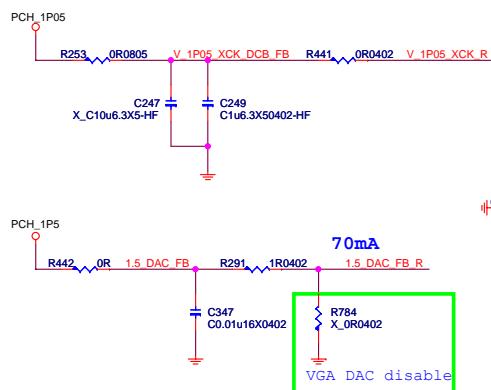 PCH_1P05
R253 0R0805 V_1P05_XCK_DCB_FB R441 0R0402 V_1P05_XCK_R
C247 C249
X_C10u6.3X5-HF C1u6.3X50402-HF
PCH_1P5
70mA
R442 0R 1.5_DAC_FB R291 1R0402 1.5_DAC_FB_R
C347 R784
C0.01u16X0402 X_0R0402
VGA DAC disable